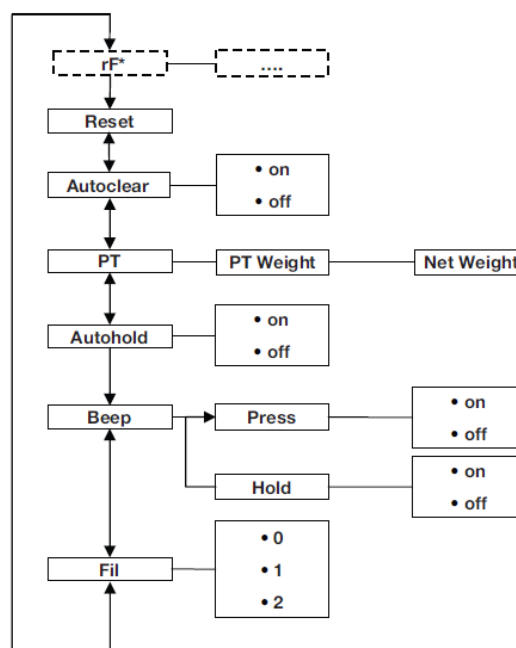 rF*
....
Reset
Autoclear
• on
• off
PT
PT Weight
Net Weight
Autohold
• on
• off
Beep
Press
• on
• off
Hold
• on
• off
Fil
• 0
• 1
• 2